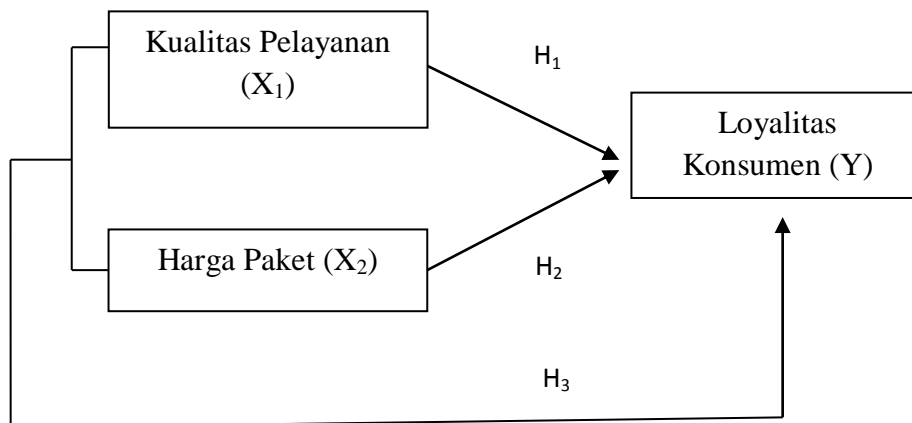 Kualitas Pelayanan
(X₁)
H₁
Loyalitas
Konsumen (Y)
Harga Paket (X₂)
H₂
H₃